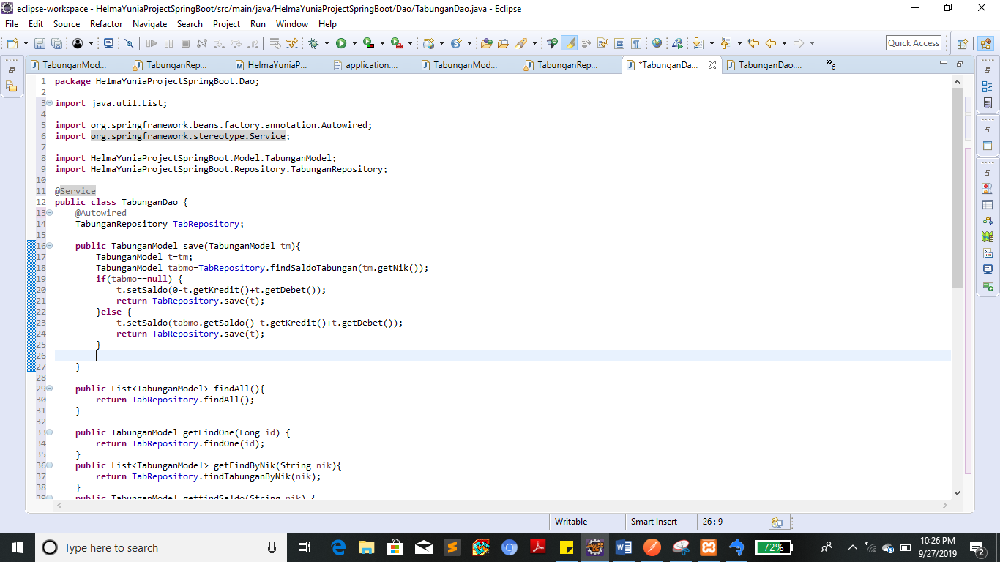 eclipse-workspace - HelmaYuniaProjectSpringBoot/src/main/java/HelmaYuniaProjectSpringBoot/Dao/TabunganDao.java - Eclipse
File Edit Source Refactor Navigate Search Project Run Window Help
Quick Access
TabunganMod... TabunganRep... HelmaYuniaP... application.... TabunganMod... TabunganRep... *TabunganDa... TabunganDao.... »6
1 package HelmaYuniaProjectSpringBoot.Dao;
2
3 import java.util.List;
4
5 import org.springframework.beans.factory.annotation.Autowired;
6 import org.springframework.stereotype.Service;
7
8 import HelmaYuniaProjectSpringBoot.Model.TabunganModel;
9 import HelmaYuniaProjectSpringBoot.Repository.TabunganRepository;
10
11 @Service
12 public class TabunganDao {
13 @Autowired
14 TabunganRepository TabRepository;
15
16 public TabunganModel save(TabunganModel tm){
17 TabunganModel t=tm;
18 TabunganModel tabmo=TabRepository.findSaldoTabungan(tm.getNik());
19 if(tabmo==null) {
20 t.setSaldo(0-t.getKredit()+t.getDebet());
21 return TabRepository.save(t);
22 }else {
23 t.setSaldo(tabmo.getSaldo()-t.getKredit()+t.getDebet());
24 return TabRepository.save(t);
25 }
26
27 }
28
29 public List<TabunganModel> findAll(){
30 return TabRepository.findAll();
31 }
32
33 public TabunganModel getFindOne(Long id) {
34 return TabRepository.findOne(id);
35 }
36 public List<TabunganModel> getFindByNik(String nik){
37 return TabRepository.findTabunganByNik(nik);
38 }
39 public TabunganModel getfindSaldo(String nik) {
Writable Smart Insert 26 : 9
Type here to search
72%
10:26 PM
9/27/2019
2